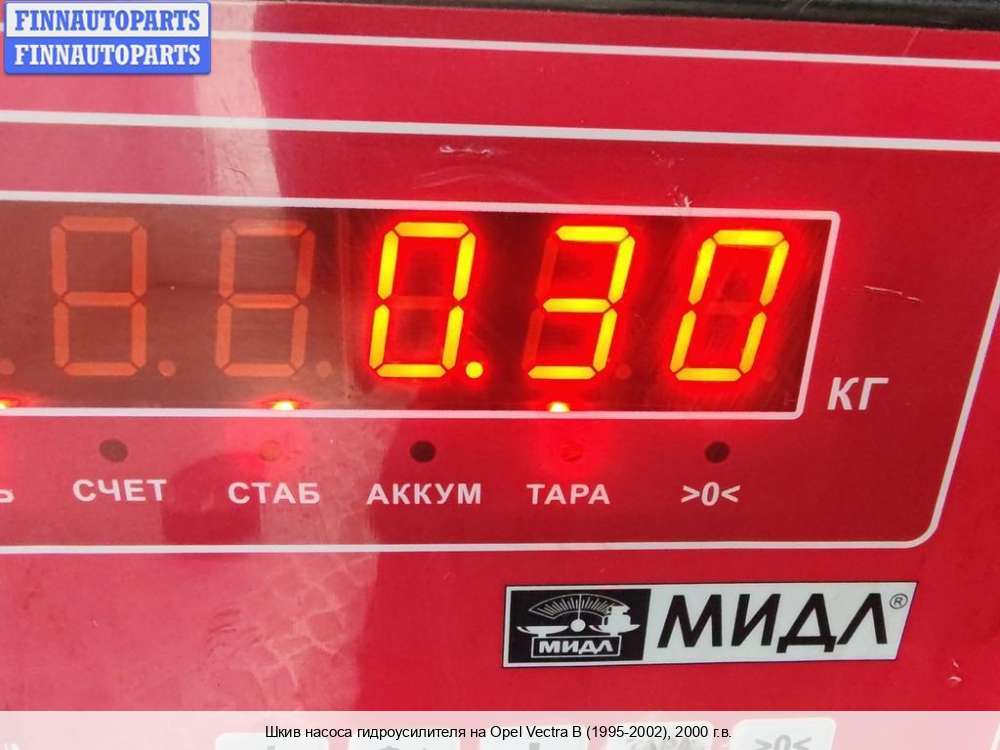 FINNAUTOPARTS
FINNAUTOPARTS
0.30
КГ
СЧЕТ СТАБ АККУМ ТАРА >0<
МИДЛ МИДЛ®
Шкив насоса гидроусилителя на Opel Vectra B (1995-2002), 2000 г.в.
>0<